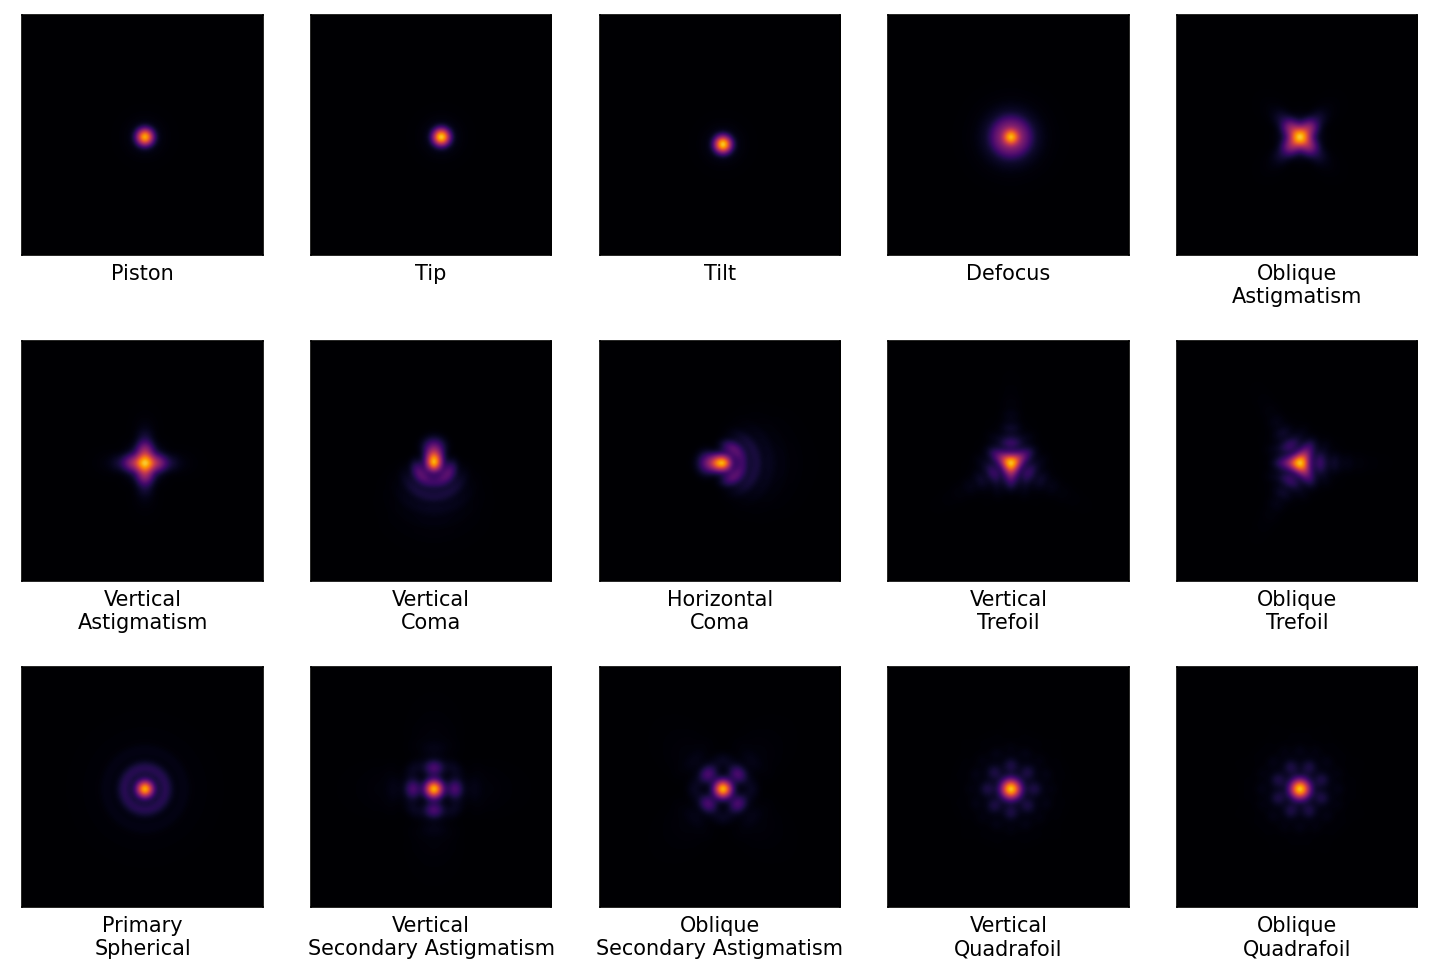 Piston
Tip
Tilt
Defocus
Oblique
Astigmatism
Vertical
Astigmatism
Vertical
Coma
Horizontal
Coma
Vertical
Trefoil
Oblique
Trefoil
Primary
Spherical
Vertical
Secondary Astigmatism
Oblique
Secondary Astigmatism
Vertical
Quadrafoil
Oblique
Quadrafoil